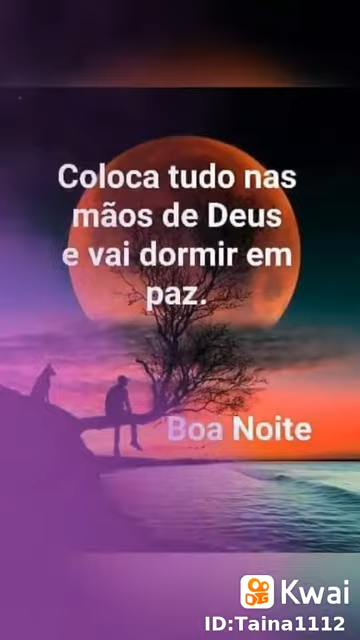 Coloca tudo nas
mãos de Deus
e vai dormir em
paz.
Boa Noite
Kwai
ID:Taina1112